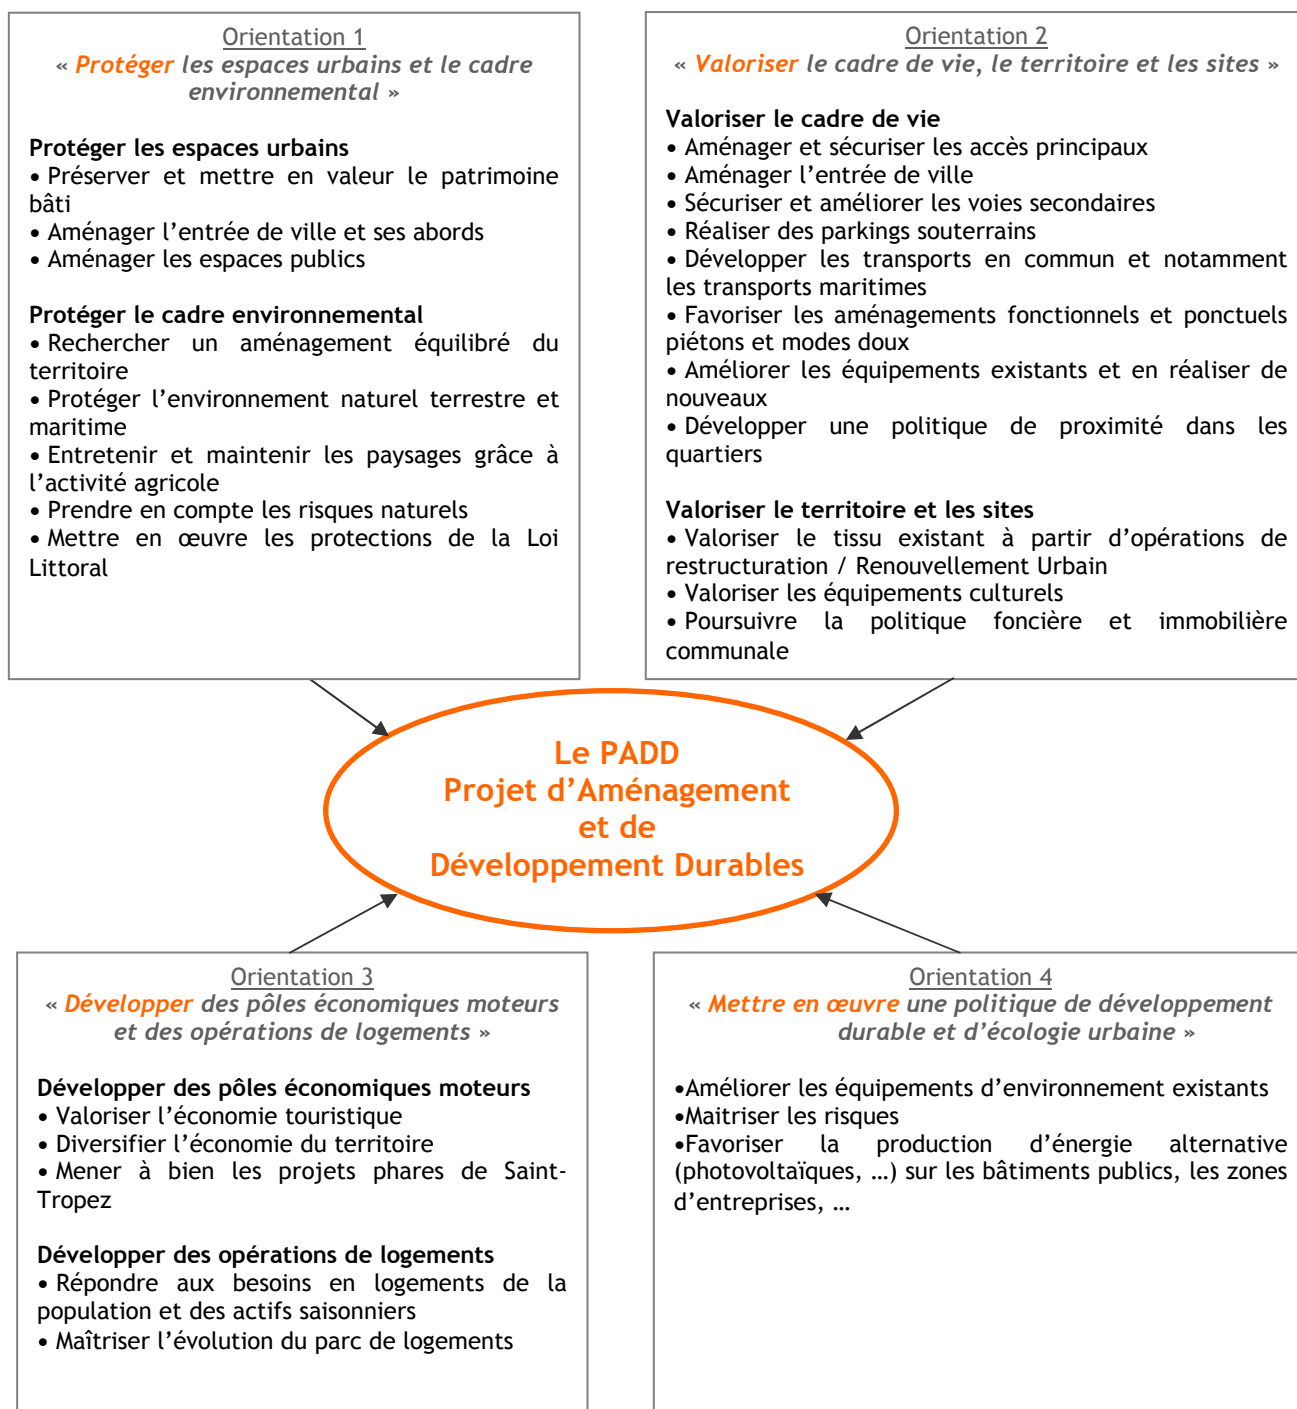 Orientation 1
« Protéger les espaces urbains et le cadre
environnemental »
Protéger les espaces urbains
• Préserver et mettre en valeur le patrimoine
bâti
• Aménager l’entrée de ville et ses abords
• Aménager les espaces publics
Protéger le cadre environnemental
• Rechercher un aménagement équilibré du
territoire
• Protéger l’environnement naturel terrestre et
maritime
• Entretenir et maintenir les paysages grâce à
l’activité agricole
• Prendre en compte les risques naturels
• Mettre en œuvre les protections de la Loi
Littoral
Orientation 2
« Valoriser le cadre de vie, le territoire et les sites »
Valoriser le cadre de vie
• Aménager et sécuriser les accès principaux
• Aménager l’entrée de ville
• Sécuriser et améliorer les voies secondaires
• Réaliser des parkings souterrains
• Développer les transports en commun et notamment
les transports maritimes
• Favoriser les aménagements fonctionnels et ponctuels
piétons et modes doux
• Améliorer les équipements existants et en réaliser de
nouveaux
• Développer une politique de proximité dans les
quartiers
Valoriser le territoire et les sites
• Valoriser le tissu existant à partir d’opérations de
restructuration / Renouvellement Urbain
• Valoriser les équipements culturels
• Poursuivre la politique foncière et immobilière
communale
Le PADD
Projet d’Aménagement
et de
Développement Durables
Orientation 3
« Développer des pôles économiques moteurs
et des opérations de logements »
Développer des pôles économiques moteurs
• Valoriser l’économie touristique
• Diversifier l’économie du territoire
• Mener à bien les projets phares de Saint-
Tropez
Développer des opérations de logements
• Répondre aux besoins en logements de la
population et des actifs saisonniers
• Maîtriser l’évolution du parc de logements
Orientation 4
« Mettre en œuvre une politique de développement
durable et d’écologie urbaine »
•Améliorer les équipements d’environnement existants
•Maitriser les risques
•Favoriser la production d’énergie alternative
(photovoltaïques, …) sur les bâtiments publics, les zones
d’entreprises, …